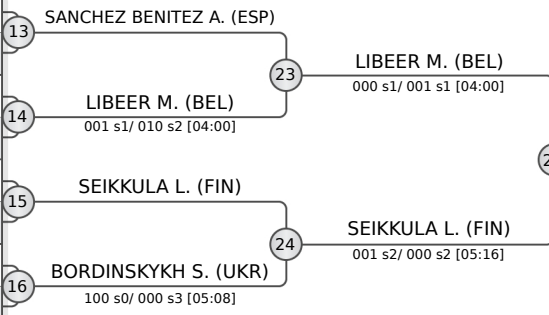 SANCHEZ BENITEZ A. (ESP)
13
LIBEER M. (BEL)
23
000 s1/ 001 s1 [04:00]
LIBEER M. (BEL)
14
001 s1/ 010 s2 [04:00]
2
SEIKKULA L. (FIN)
15
SEIKKULA L. (FIN)
24
001 s2/ 000 s2 [05:16]
BORDINSKYKH S. (UKR)
16
100 s0/ 000 s3 [05:08]